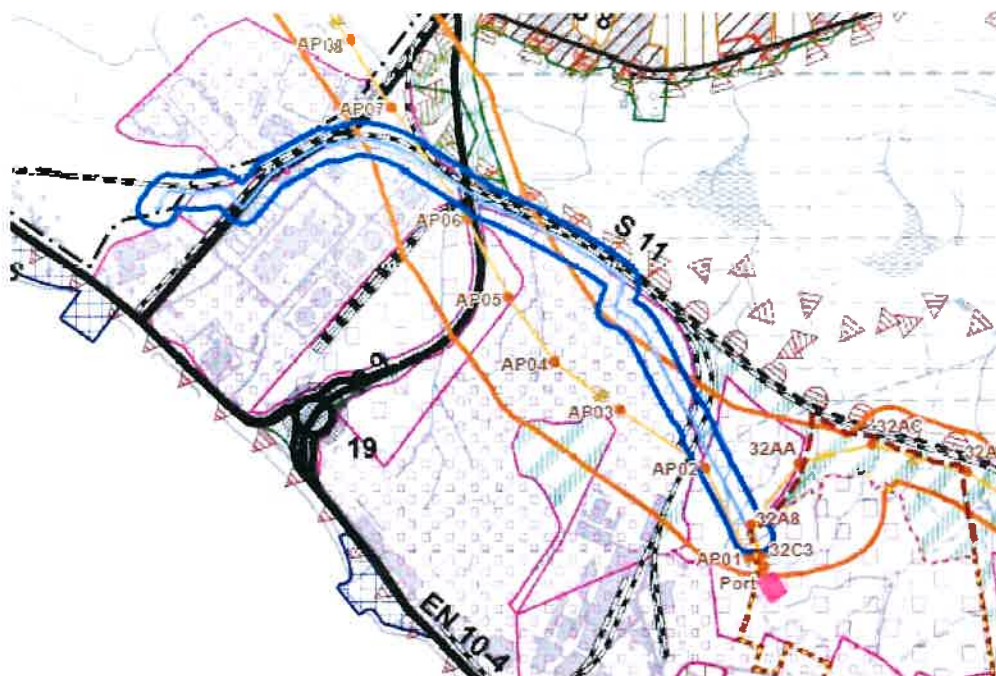 AP08
AP07
AP06
S 11
AP05
AP04
AP03
19
32AC
32AA
AP02
32A8
32C3
AP01
Port
EN 10-4